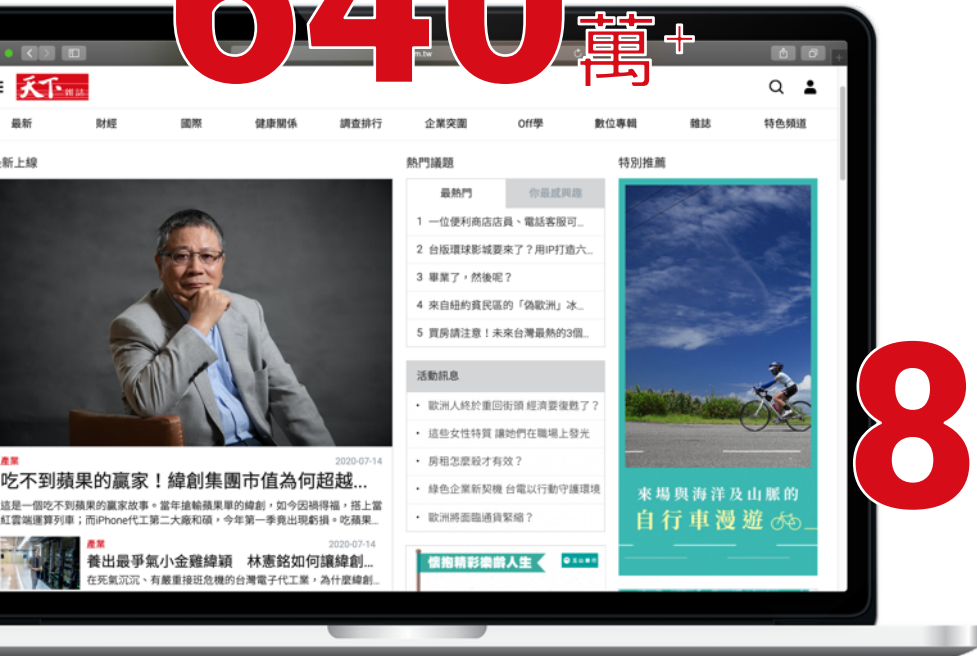 640萬+
.tw
天下雜誌
最新 財經 國際 健康關係 調查排行 企業突圍 Off學 數位專輯 雜誌 特色頻道
新上線
熱門議題
特別推薦
最熱門 你最感興趣
1 一位便利商店店員、電話客服可...
2 台版環球影城要來了？用IP打造六...
3 畢業了，然後呢？
4 來自紐約貧民區的「偽歐洲」冰...
5 買房請注意！未來台灣最熱的3個...
活動訊息
• 歐洲人終於重回街頭 經濟要復甦了？
• 這些女性特質 讓她們在職場上發光
• 房租怎麼殺才有效？
• 綠色企業新契機 台電以行動守護環境
• 歐洲將面臨通貨緊縮？
產業 2020-07-14
吃不到蘋果的贏家！緯創集團市值為何超越...
這是一個吃不到蘋果的贏家故事。當年搶輸蘋果單的緯創，如今因禍得福，搭上當
紅雲端運算列車；而iPhone代工第二大廠和碩，今年第一季竟出現虧損。吃蘋果...
產業 2020-07-14
養出最爭氣小金雞緯穎 林憲銘如何讓緯創...
在死氣沉沉、有嚴重接班危機的台灣電子代工業，為什麼緯創...
懷抱精彩樂齡人生
玉山銀行
來場與海洋及山脈的
自行車漫遊
8